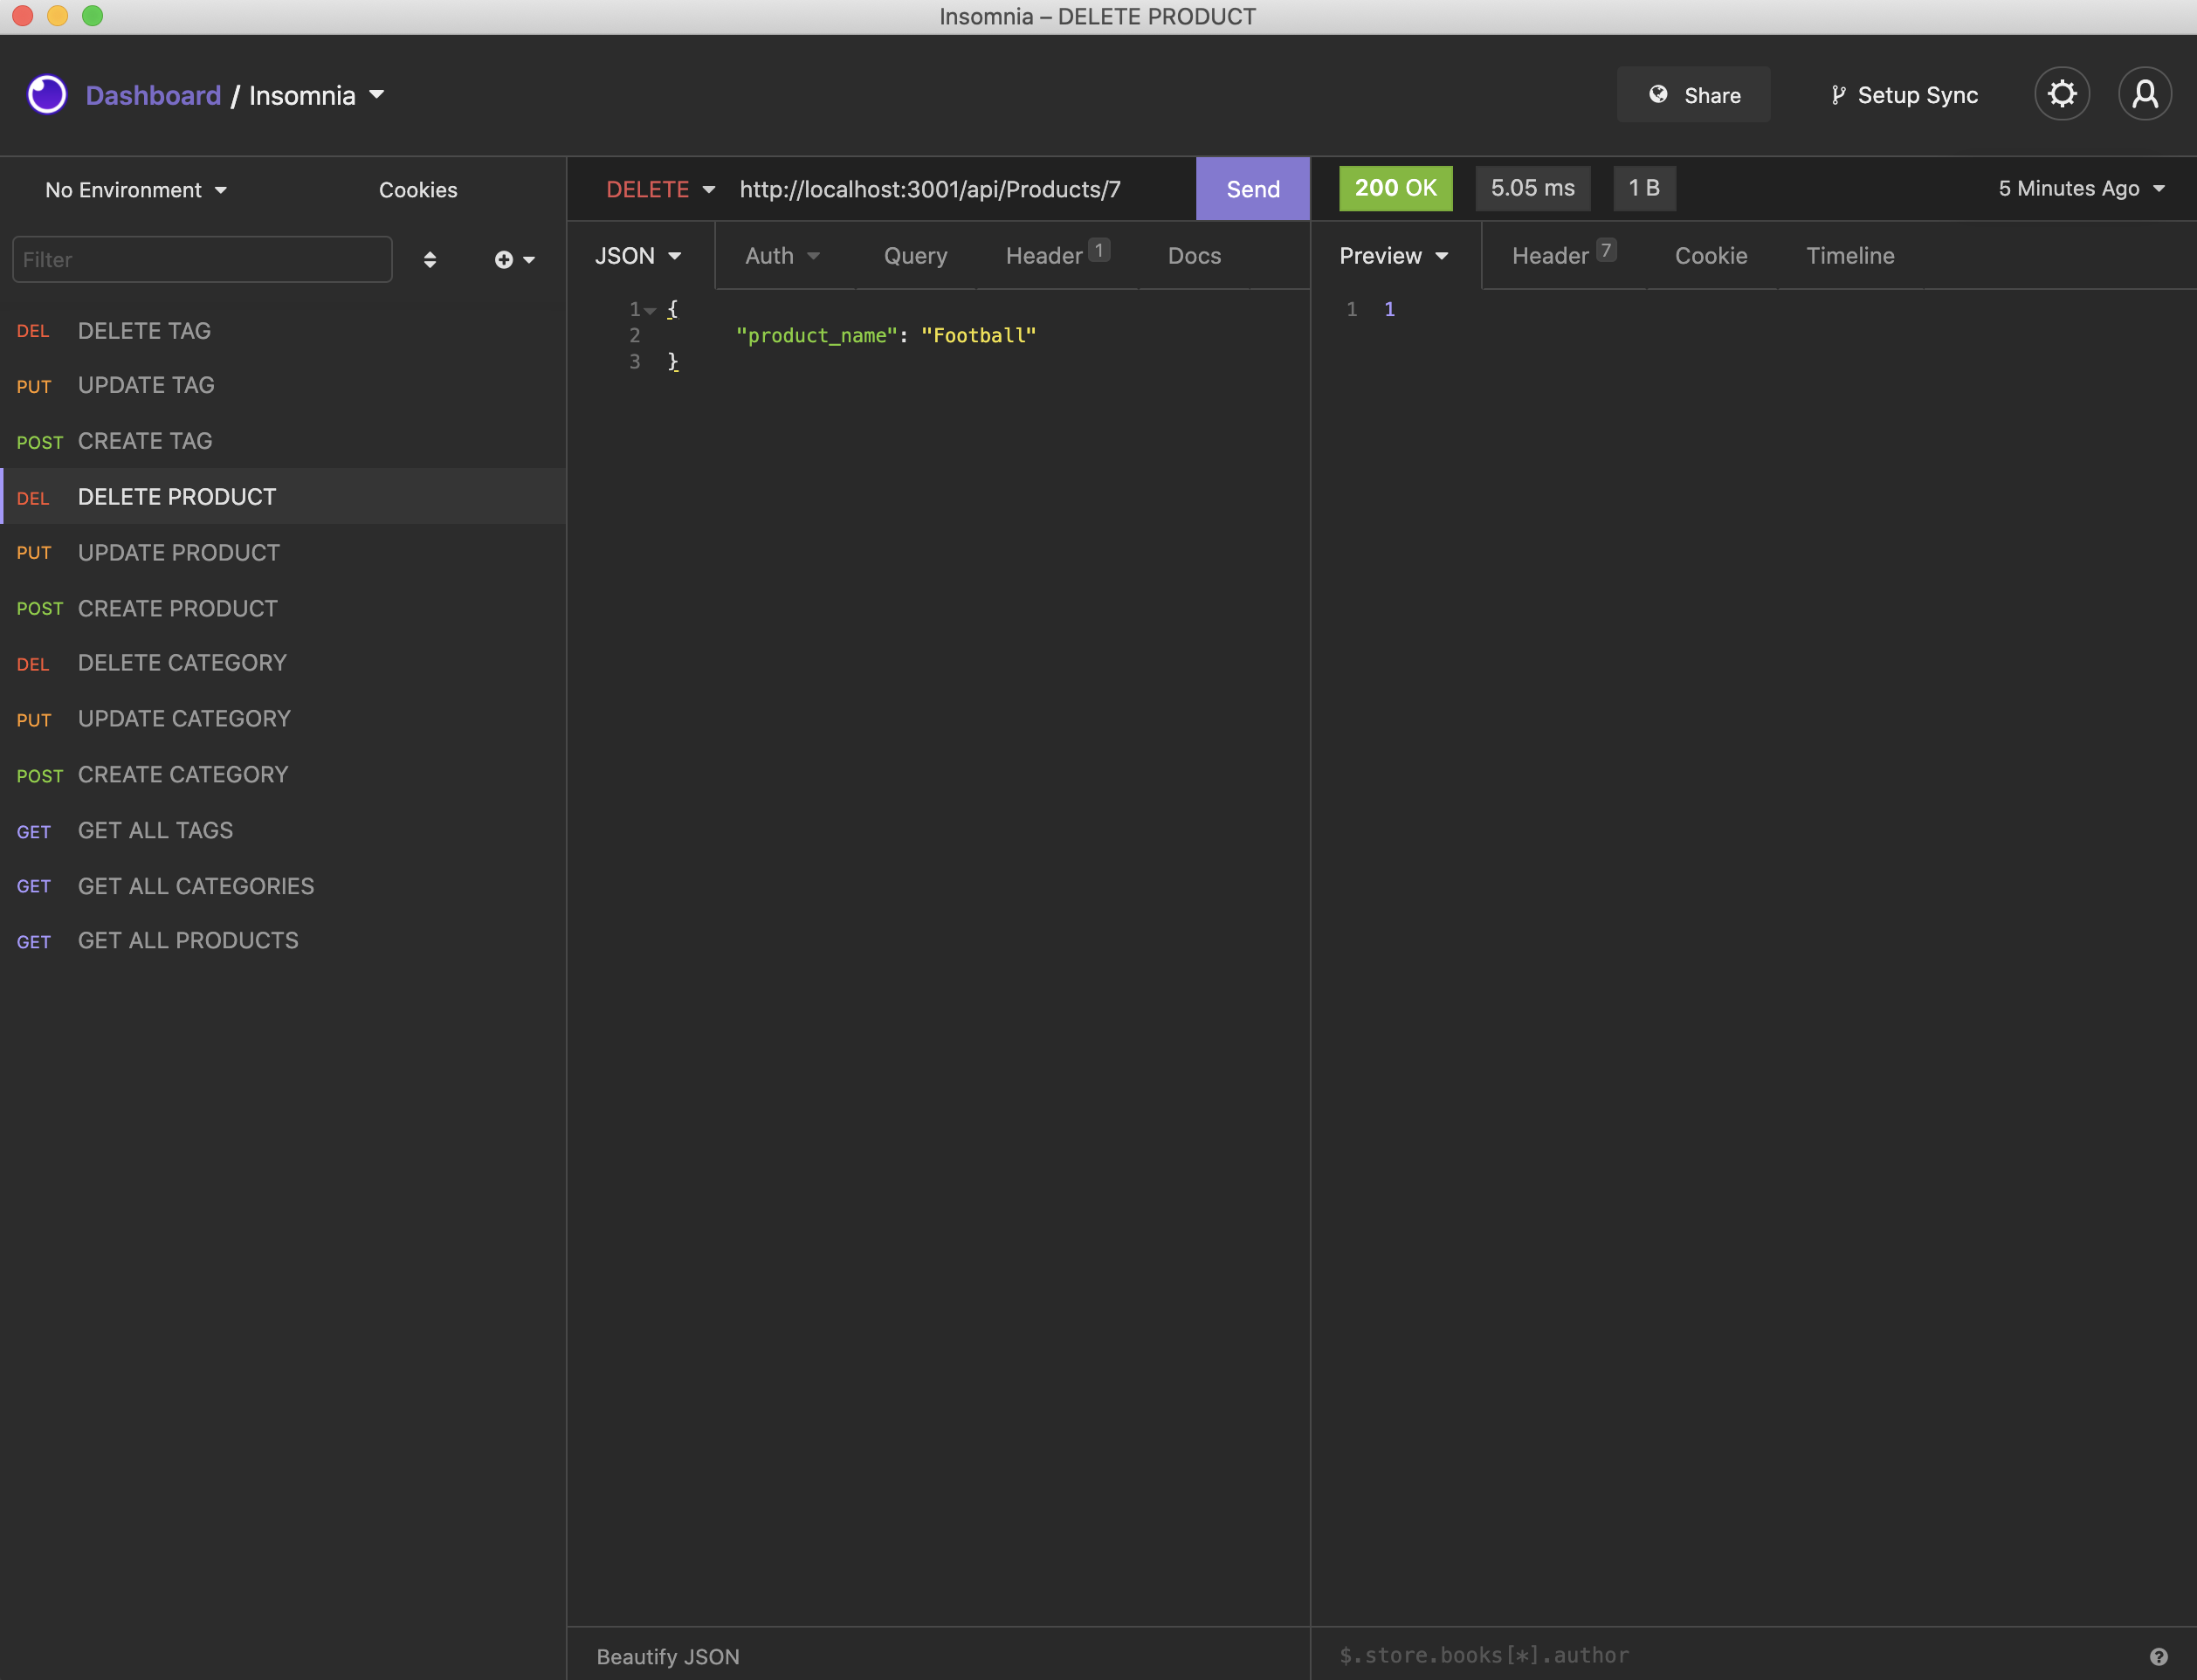 Insomnia – DELETE PRODUCT
Dashboard / Insomnia
Share
Setup Sync
No Environment
Cookies
Filter
DEL DELETE TAG
PUT UPDATE TAG
POST CREATE TAG
DEL DELETE PRODUCT
PUT UPDATE PRODUCT
POST CREATE PRODUCT
DEL DELETE CATEGORY
PUT UPDATE CATEGORY
POST CREATE CATEGORY
GET GET ALL TAGS
GET GET ALL CATEGORIES
GET GET ALL PRODUCTS
DELETE http://localhost:3001/api/Products/7 Send
JSON Auth Query Header 1 Docs
1 {
2 "product_name": "Football"
3 }
Beautify JSON
200 OK 5.05 ms 1 B 5 Minutes Ago
Preview Header 7 Cookie Timeline
1 1
$.store.books[*].author
?